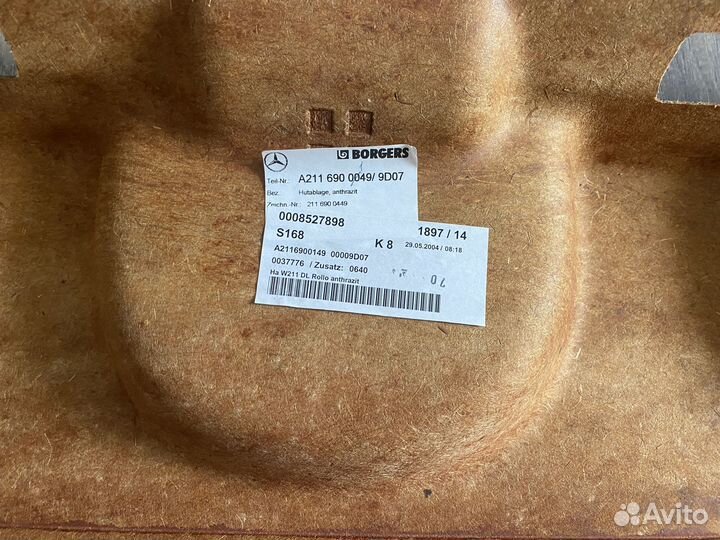 BORGERS
Teil-Nr.: A211 690 0049/ 9D07
Bez.: Hutablage, anthrazit
Zeichn.-Nr.: 211 690 0449
0008527898 1897 / 14
S168 K 8 29.05.2004 / 08:18
A2116900149 00009D07
0037776 / Zusatz: 0640
Ha W211 DL Rollo anthrazit
70
Avito